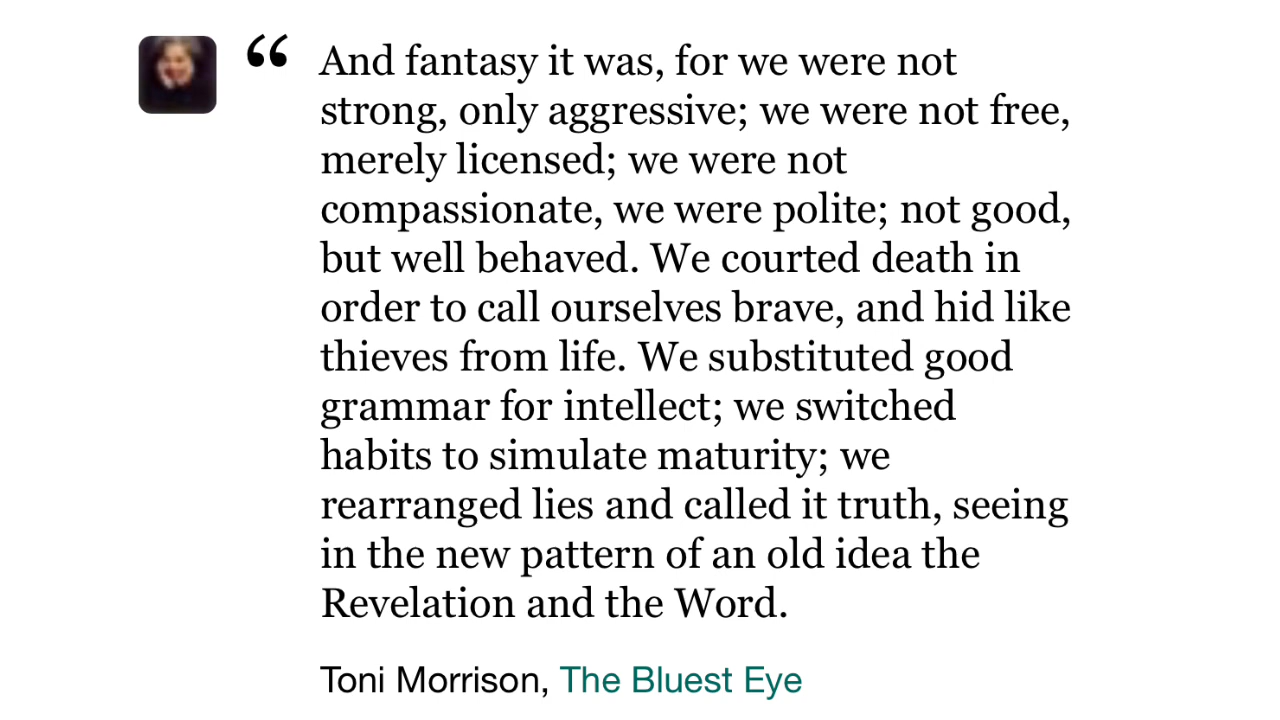 “ And fantasy it was, for we were not
strong, only aggressive; we were not free,
merely licensed; we were not
compassionate, we were polite; not good,
but well behaved. We courted death in
order to call ourselves brave, and hid like
thieves from life. We substituted good
grammar for intellect; we switched
habits to simulate maturity; we
rearranged lies and called it truth, seeing
in the new pattern of an old idea the
Revelation and the Word.
Toni Morrison, The Bluest Eye